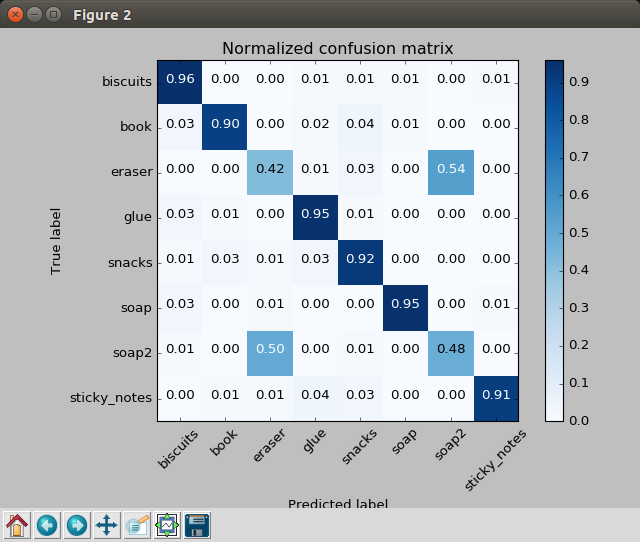 Figure 2
Normalized confusion matrix
biscuits 0.96 0.00 0.00 0.01 0.01 0.01 0.00 0.01
book 0.03 0.90 0.00 0.02 0.04 0.01 0.00 0.00
eraser 0.00 0.00 0.42 0.01 0.03 0.00 0.54 0.00
glue 0.03 0.01 0.00 0.95 0.01 0.00 0.00 0.00
snacks 0.01 0.03 0.01 0.03 0.92 0.00 0.00 0.00
soap 0.03 0.00 0.01 0.00 0.00 0.95 0.00 0.01
soap2 0.01 0.00 0.50 0.00 0.01 0.00 0.48 0.00
sticky_notes 0.00 0.01 0.01 0.04 0.03 0.00 0.00 0.91
True label
biscuits book eraser glue snacks soap soap2 sticky_notes
Predicted label
0.9
0.8
0.7
0.6
0.5
0.4
0.3
0.2
0.1
0.0